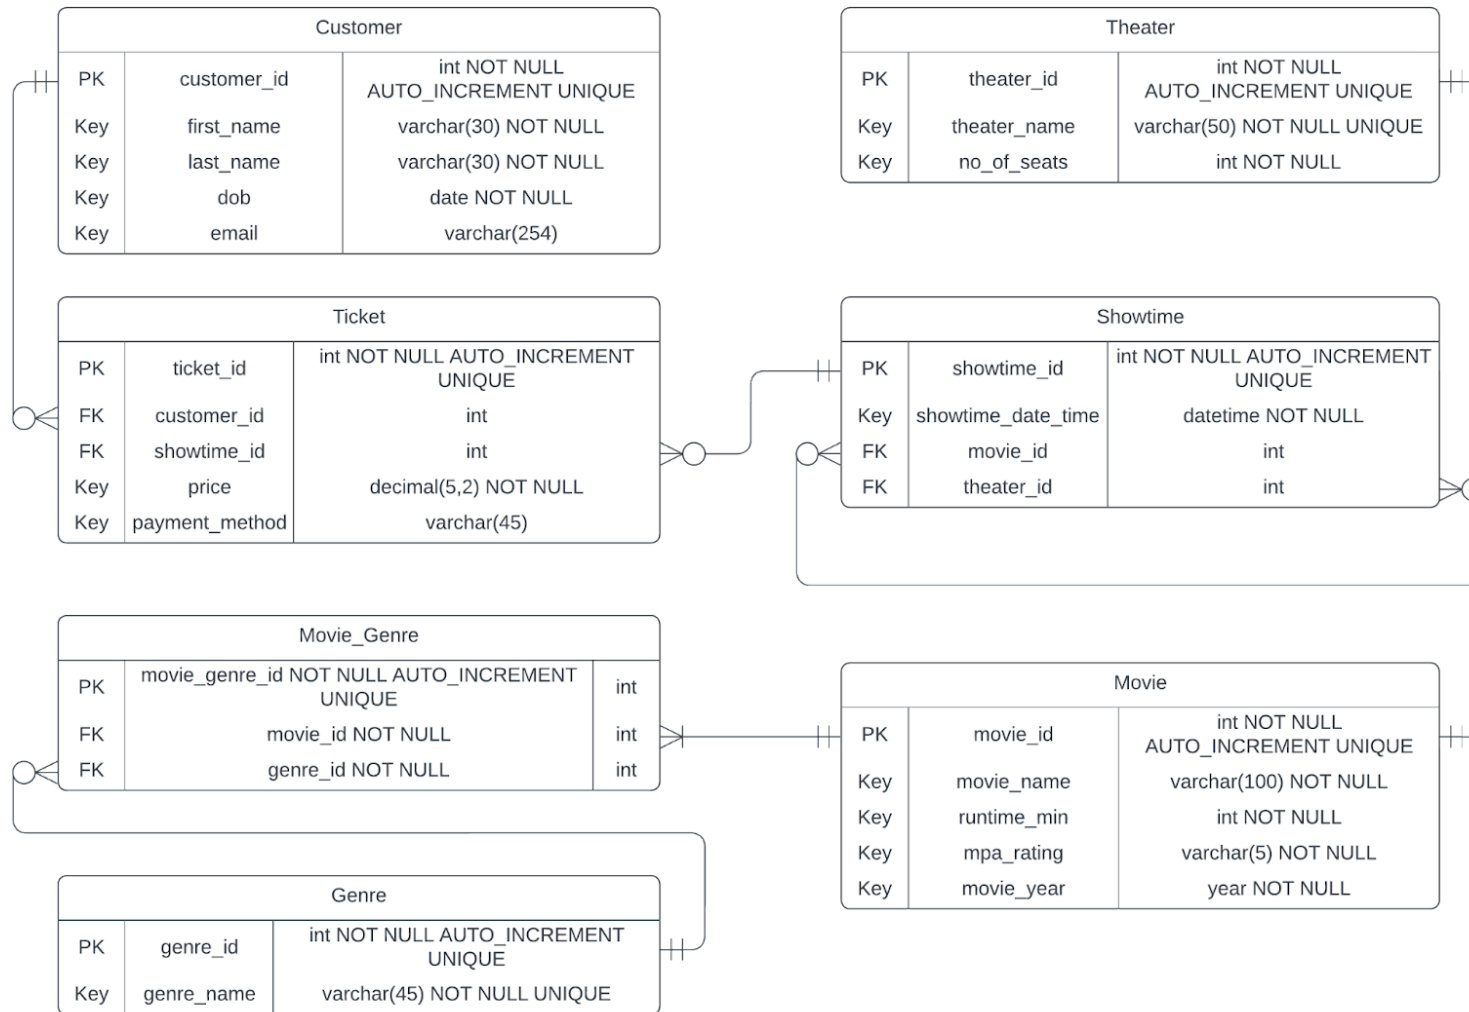 Customer
PK customer_id int NOT NULL
AUTO_INCREMENT UNIQUE
Key first_name varchar(30) NOT NULL
Key last_name varchar(30) NOT NULL
Key dob date NOT NULL
Key email varchar(254)
Theater
PK theater_id int NOT NULL
AUTO_INCREMENT UNIQUE
Key theater_name varchar(50) NOT NULL UNIQUE
Key no_of_seats int NOT NULL
Ticket
PK ticket_id int NOT NULL AUTO_INCREMENT
UNIQUE
FK customer_id int
FK showtime_id int
Key price decimal(5,2) NOT NULL
Key payment_method varchar(45)
Showtime
PK showtime_id int NOT NULL AUTO_INCREMENT
UNIQUE
Key showtime_date_time datetime NOT NULL
FK movie_id int
FK theater_id int
Movie_Genre
PK movie_genre_id NOT NULL AUTO_INCREMENT int
UNIQUE
FK movie_id NOT NULL int
FK genre_id NOT NULL int
Movie
PK movie_id int NOT NULL
AUTO_INCREMENT UNIQUE
Key movie_name varchar(100) NOT NULL
Key runtime_min int NOT NULL
Key mpa_rating varchar(5) NOT NULL
Key movie_year year NOT NULL
Genre
PK genre_id int NOT NULL AUTO_INCREMENT
UNIQUE
Key genre_name varchar(45) NOT NULL UNIQUE